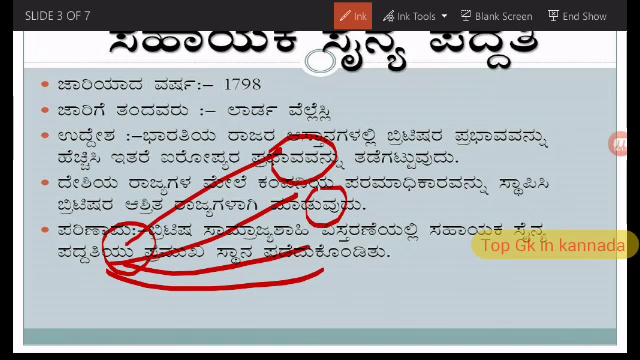 SLIDE 3 OF 7
Ink
Ink Tools
Blank Screen
End Show
ಸಹಾಯಕ ಸೈನ್ಯ ಪದ್ದತಿ
ಜಾರಿಯಾದ ವರ್ಷ:- 1798
ಜಾರಿಗೆ ತಂದವರು :- ಲಾರ್ಡ ವೆಲ್ಲೆಸ್ಲಿ
ಉದ್ದೇಶ :-ಭಾರತಿಯ ರಾಜರ ಆಸ್ತಾನಗಳಲ್ಲಿ ಬ್ರಿಟಿಷರ ಪ್ರಭಾವವನ್ನು
ಹೆಚ್ಚಿಸಿ ಇತರೆ ಐರೋಪ್ಯರ ಪ್ರಭಾವವನ್ನು ತಡೆಗಟ್ಪುವುದು.
ದೇಶಿಯ ರಾಜ್ಯಗಳ ಮೇಲೆ ಕಂಪನಿಯ ಪರಮಾಧಿಕಾರವನ್ನು ಸ್ಥಾಪಿಸಿ
ಬ್ರಿಟಿಷರ ಆಶ್ರಿತ ರಾಜ್ಯಗಳಾಗಿ ಮಾಡುವುದು.
ಪರಿಣಾಮ:-ಬ್ರಿಟಿಷ ಸಾಮ್ರಾಜ್ಯಶಾಹಿ ವಿಸ್ತರಣೆಯಲ್ಲಿ ಸಹಾಯಕ ಸೈನ್ಯ
ಪದ್ದತಿಯು ಪ್ರಮುಖ ಸ್ಥಾನ ಪಡೆದುಕೊಂಡಿತು.
Top Gk in kannada